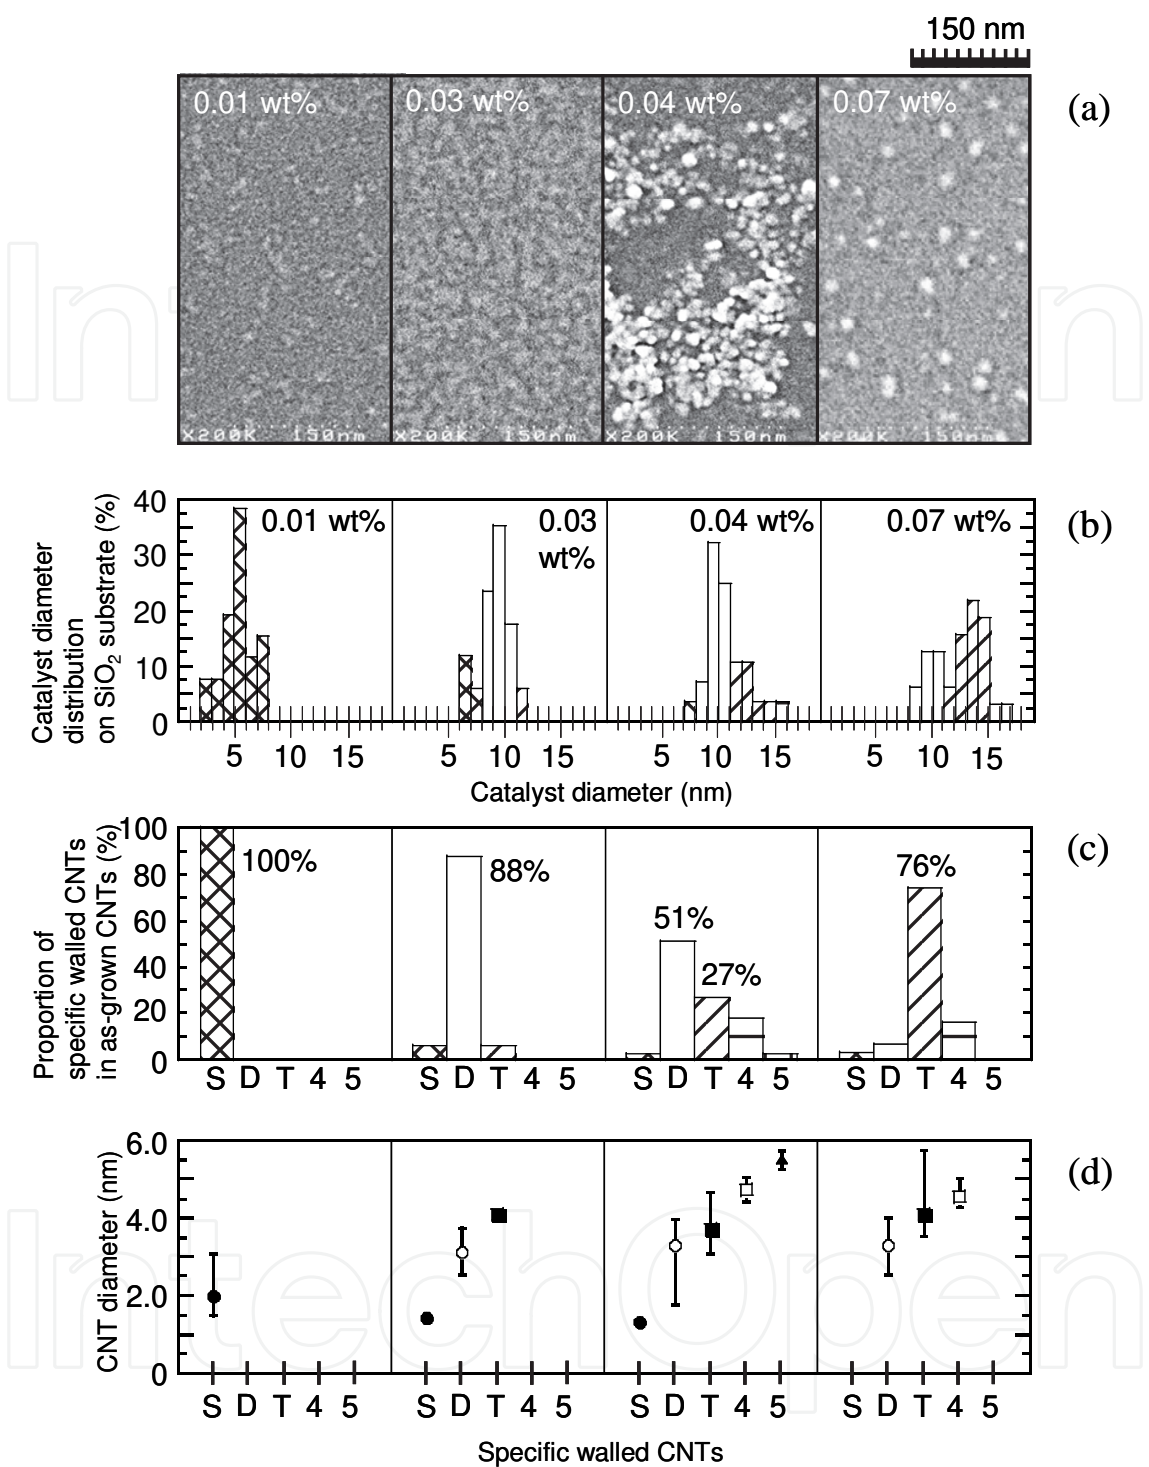 150 nm
(a)
0.01 wt% 0.03 wt% 0.04 wt% 0.07 wt%
X200K 150nm X200K 150nm X200K 150nm X200K 150nm
(b)
Catalyst diameter
distribution
on SiO2 substrate (%)
40
30
20
10
0
0.01 wt%
0.03
wt%
0.04 wt%
0.07 wt%
5 10 15 5 10 15 5 10 15 5 10 15
Catalyst diameter (nm)
(c)
Proportion of
specific walled CNTs
in as-grown CNTs (%)
100
80
60
40
20
0
100%
88%
51%
27%
76%
S D T 4 5 S D T 4 5 S D T 4 5 S D T 4 5
(d)
CNT diameter (nm)
6.0
4.0
2.0
0
S D T 4 5 S D T 4 5 S D T 4 5 S D T 4 5
Specific walled CNTs
IntechOpen